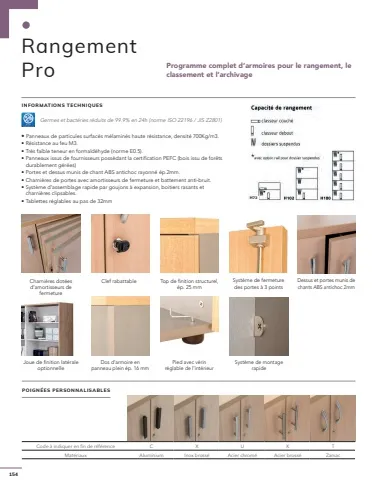 Rangement
Pro
Programme complet d'armoires pour le rangement, le
classement et l'archivage
INFORMATIONS TECHNIQUES
Germes et bactéries réduits de 99.9% en 24h (norme ISO 22196 / JIS Z2801)
• Panneaux de particules surfacés mélaminés haute résistance, densité 700Kg/m3.
• Résistance au feu M3.
• Très faible teneur en formaldéhyde (norme E0.5).
• Panneaux issus de fournisseurs possédant la certification PEFC (bois issu de forêts
durablement gérées)
• Portes et dessus munis de chant ABS antichoc rayonné ép.2mm.
• Charnières de portes avec amortisseurs de fermeture et battement anti-bruit.
• Système d'assemblage rapide par goujons à expansion, boitiers rasants et
charnières clipsables.
• Tablettes réglables au pas de 32mm
Capacité de rangement
classeur couché
classeur debout
dossiers suspendus
H72
H102
H180
Charnières dotées
d'amortisseurs de
fermeture
Clef rabattable
Top de finition structurel,
ép. 25 mm
Système de fermeture
des portes à 3 points
Dessus et portes munis de
chants ABS antichoc 2mm
Joue de finition latérale
optionnelle
Dos d'armoire en
panneau plein ép. 16 mm
Pied avec vérin
réglable de l'intérieur
Système de montage
rapide
POIGNÉES PERSONNALISABLES
Code à indiquer en fin de référence C X U K T
Matériaux Aluminium Inox brossé Acier chromé Acier brossé Zamac
154